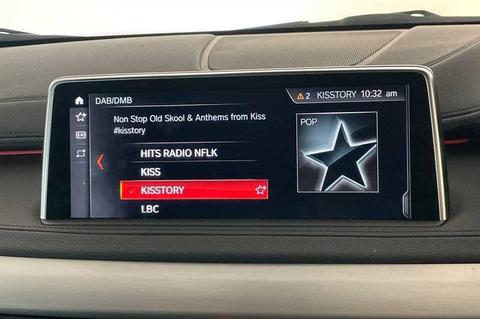 DAB/DMB
2 KISSTORY 10:32 am
Non Stop Old Skool & Anthems from Kiss
#kisstory
POP
HITS RADIO NFLK
KISS
KISSTORY
LBC